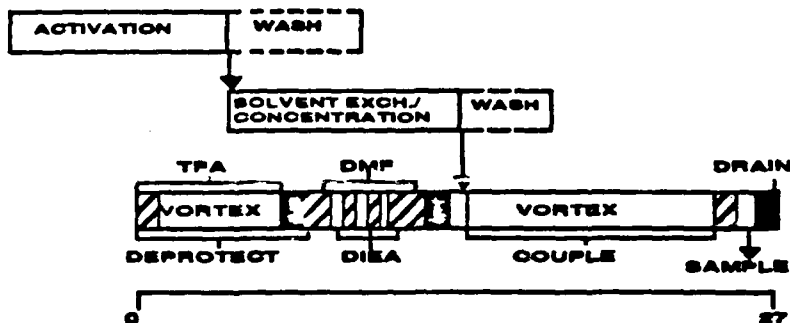 ACTIVATION WASH
SOLVENT EXCH./ WASH
CONCENTRATION
TFA DMF DRAIN
VORTEX VORTEX
DEPROTECT DIEA COUPLE SAMPLE
0 27